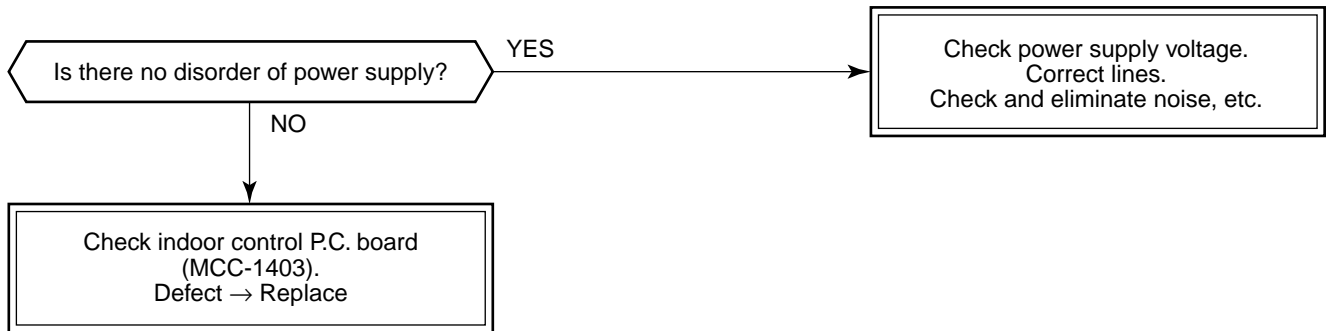 Is there no disorder of power supply?
YES
Check power supply voltage.
Correct lines.
Check and eliminate noise, etc.
NO
Check indoor control P.C. board
(MCC-1403).
Defect → Replace